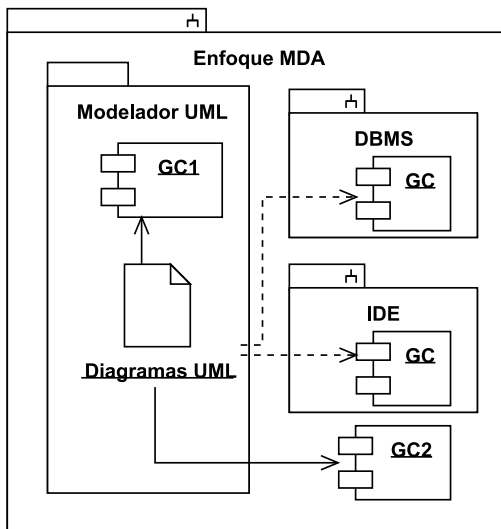 Enfoque MDA
Modelador UML
GC1
Diagramas UML
DBMS
GC
IDE
GC
GC2